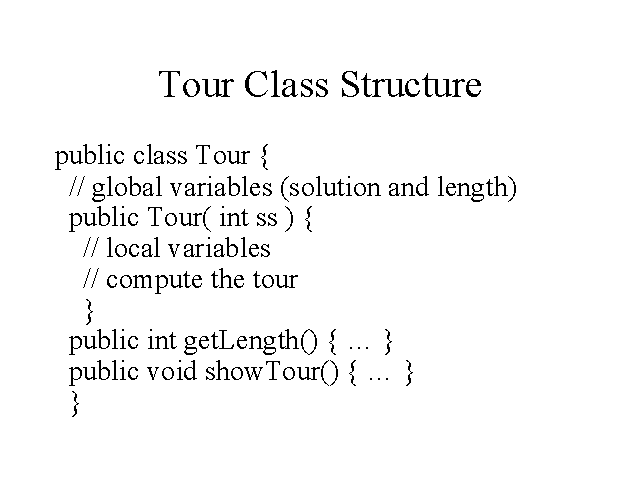 Tour Class Structure
public class Tour {
// global variables (solution and length)
public Tour( int ss ) {
// local variables
// compute the tour
}
public int getLength() { … }
public void showTour() { … }
}